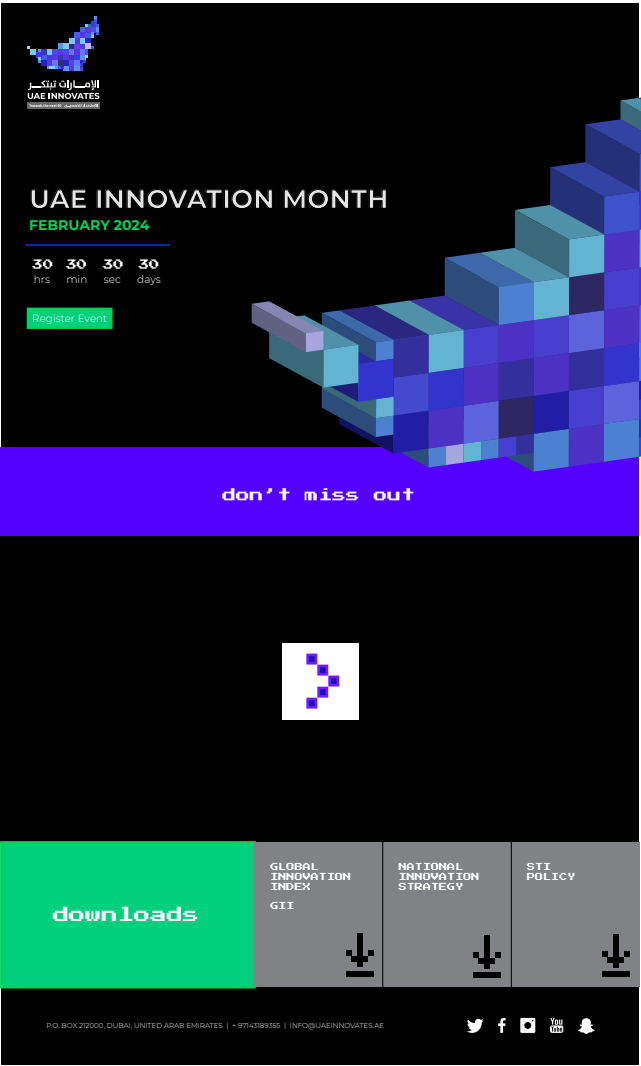 الإمارات تبتكر
UAE INNOVATES
UAE INNOVATION MONTH
FEBRUARY 2024
30 30 30 30
hrs min sec days
Register Event
don't miss out
downloads
GLOBAL
INNOVATION
INDEX
GII
NATIONAL
INNOVATION
STRATEGY
STI
POLICY
P.O. BOX 212000, DUBAI, UNITED ARAB EMIRATES | + 97143189355 | INFO@UAEINNOVATES.AE
You
Tube